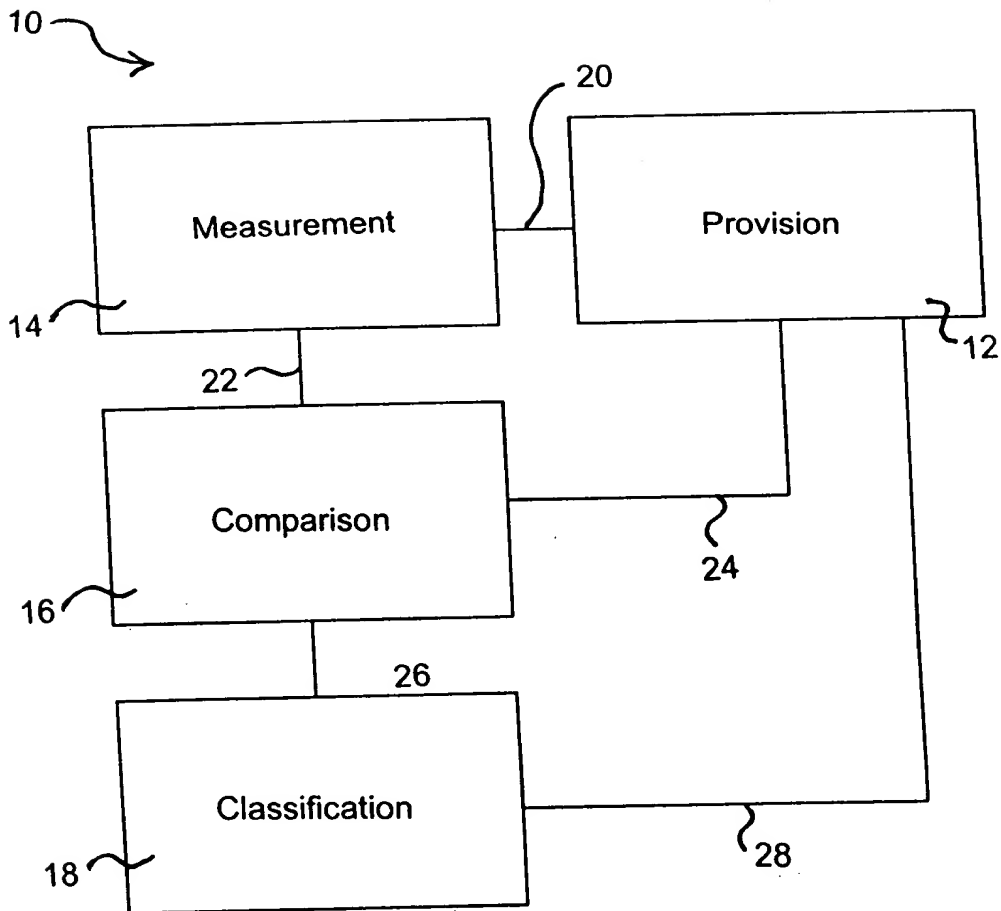 10
20
Measurement
Provision
14
12
22
Comparison
24
16
26
Classification
28
18